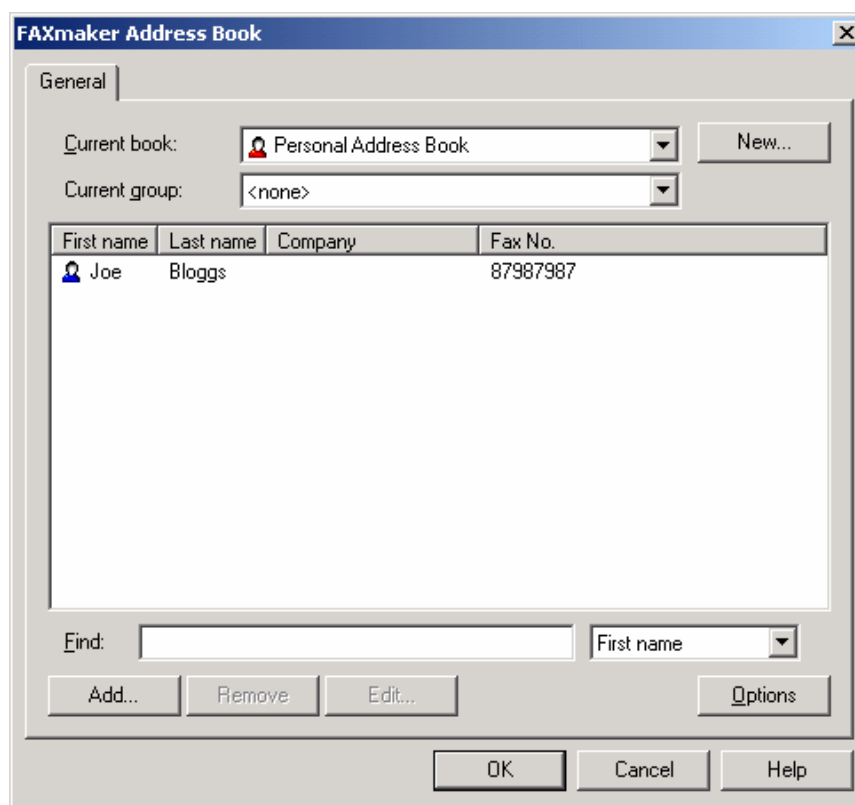 FAXmaker Address Book
General
Current book: Personal Address Book New...
Current group: <none>
First name Last name Company Fax No.
Joe Bloggs 87987987
Find: First name
Add... Remove Edit... Options
OK Cancel Help